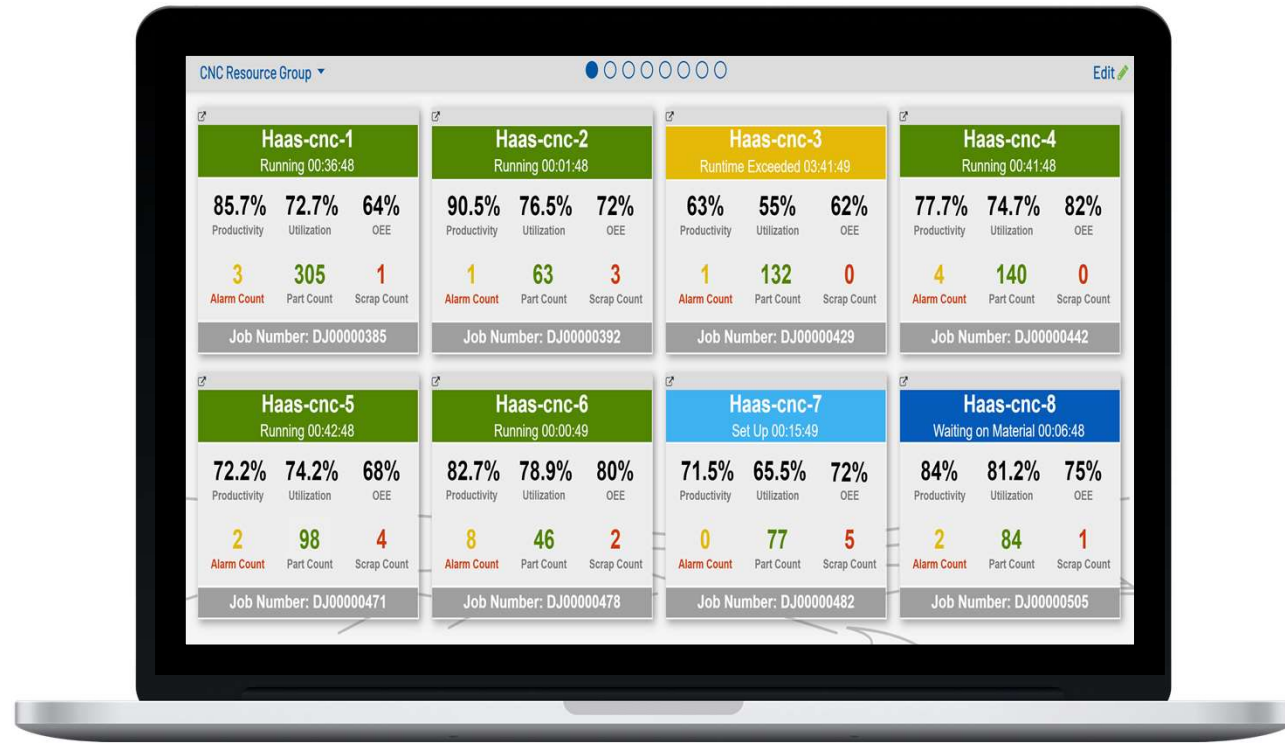 CNC Resource Group
Edit
Haas-cnc-1
Running 00:36:48
85.7% 72.7% 64%
Productivity Utilization OEE
3 305 1
Alarm Count Part Count Scrap Count
Job Number: DJ00000385
Haas-cnc-2
Running 00:01:48
90.5% 76.5% 72%
Productivity Utilization OEE
1 63 3
Alarm Count Part Count Scrap Count
Job Number: DJ00000392
Haas-cnc-3
Runtime Exceeded 03:41:49
63% 55% 62%
Productivity Utilization OEE
1 132 0
Alarm Count Part Count Scrap Count
Job Number: DJ00000429
Haas-cnc-4
Running 00:41:48
77.7% 74.7% 82%
Productivity Utilization OEE
4 140 0
Alarm Count Part Count Scrap Count
Job Number: DJ00000442
Haas-cnc-5
Running 00:42:48
72.2% 74.2% 68%
Productivity Utilization OEE
2 98 4
Alarm Count Part Count Scrap Count
Job Number: DJ00000471
Haas-cnc-6
Running 00:00:49
82.7% 78.9% 80%
Productivity Utilization OEE
8 46 2
Alarm Count Part Count Scrap Count
Job Number: DJ00000478
Haas-cnc-7
Set Up 00:15:49
71.5% 65.5% 72%
Productivity Utilization OEE
0 77 5
Alarm Count Part Count Scrap Count
Job Number: DJ00000482
Haas-cnc-8
Waiting on Material 00:06:48
84% 81.2% 75%
Productivity Utilization OEE
2 84 1
Alarm Count Part Count Scrap Count
Job Number: DJ00000505